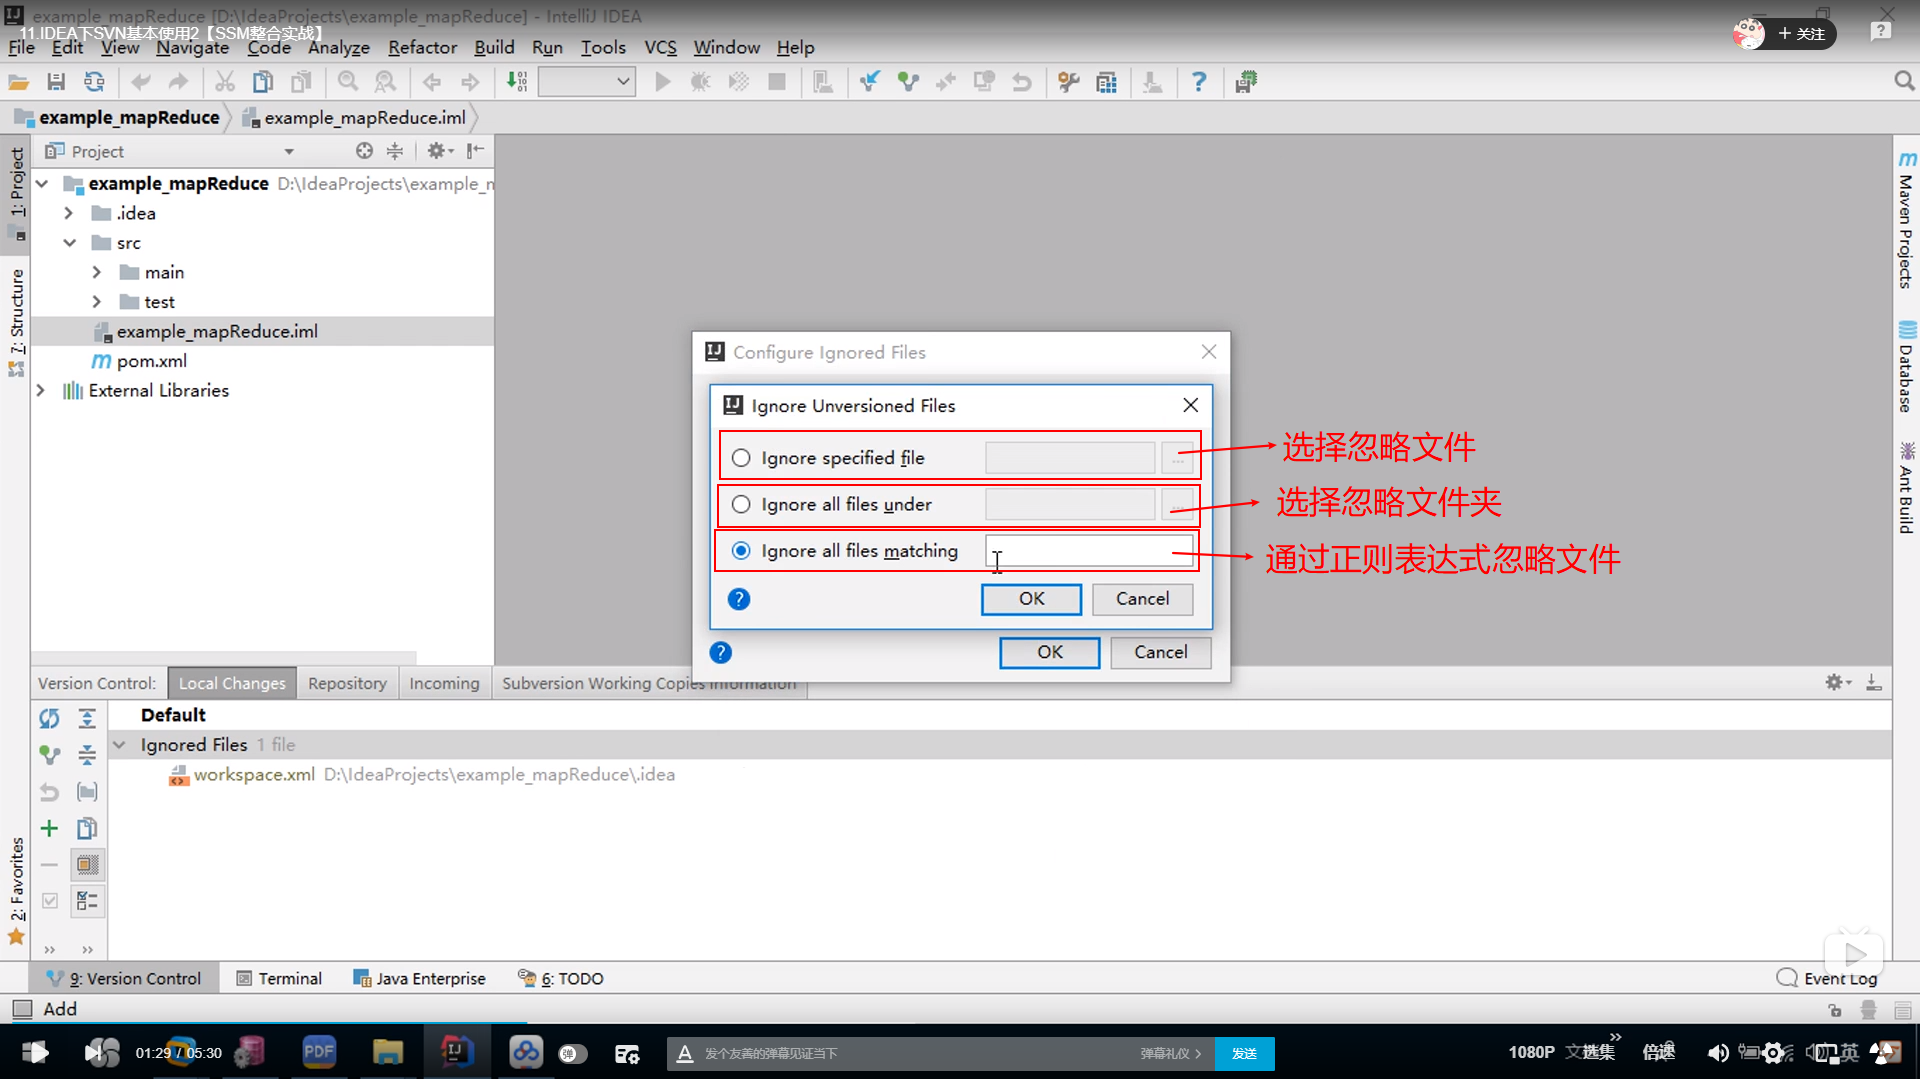 example_mapReduce [D:\IdeaProjects\example_mapReduce] - IntelliJ IDEA
11.IDEA下SVN基本使用2【SSM整合实战】
+ 关注
File Edit View Navigate Code Analyze Refactor Build Run Tools VCS Window Help
example_mapReduce example_mapReduce.iml
Project
example_mapReduce D:\IdeaProjects\example_m
.idea
src
main
test
example_mapReduce.iml
pom.xml
External Libraries
1: Project
7: Structure
2: Favorites
Maven Projects
Database
Ant Build
Configure Ignored Files
Ignore Unversioned Files
Ignore specified file
...
选择忽略文件
Ignore all files under
...
选择忽略文件夹
Ignore all files matching
通过正则表达式忽略文件
OK Cancel
OK Cancel
Version Control: Local Changes Repository Incoming Subversion Working Copies Information
Default
Ignored Files 1 file
workspace.xml D:\IdeaProjects\example_mapReduce\.idea
9: Version Control Terminal Java Enterprise 6: TODO
Event Log
Add
01:29 / 05:30
PDF
弹
发个友善的弹幕见证当下
弹幕礼仪 >
发送
1080P
选集
倍速
英